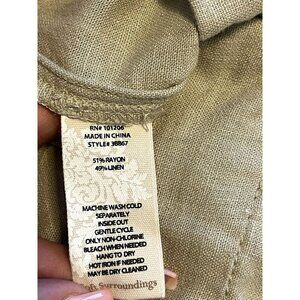 RN# 101206
MADE IN CHINA
STYLE# 38867
51% RAYON
49% LINEN
MACHINE WASH COLD
SEPARATELY
INSIDE OUT
GENTLE CYCLE
ONLY NON-CHLORINE
BLEACH WHEN NEEDED
HANG TO DRY
HOT IRON IF NEEDED
MAY BE DRY CLEANED
oft Surroundings